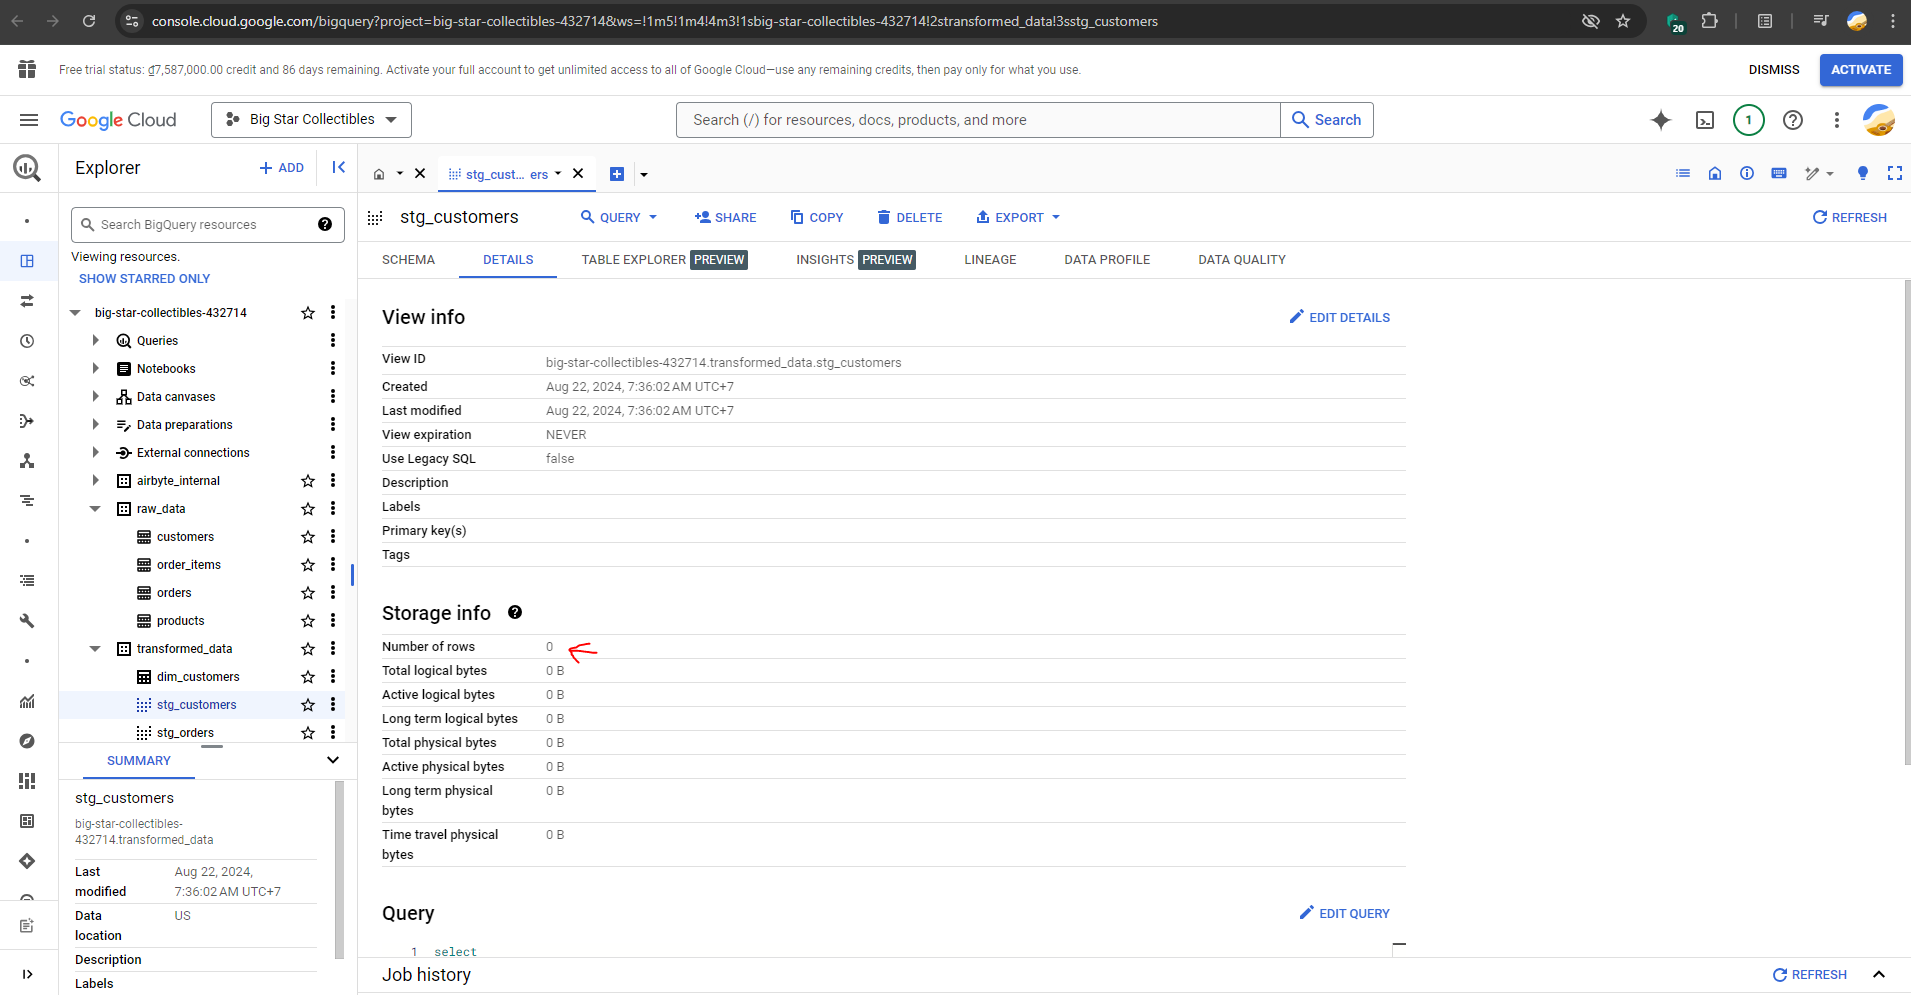 console.cloud.google.com/bigquery?project=big-star-collectibles-432714&ws=!1m5!1m4!4m3!1sbig-star-collectibles-432714!2stransformed_data!3sstg_customers
20
Free trial status: ₫7,587,000.00 credit and 86 days remaining. Activate your full account to get unlimited access to all of Google Cloud—use any remaining credits, then pay only for what you use.
DISMISS
ACTIVATE
Google Cloud
Big Star Collectibles
Search (/) for resources, docs, products, and more
Search
1
Explorer
+ ADD
Search BigQuery resources
Viewing resources.
SHOW STARRED ONLY
big-star-collectibles-432714
Queries
Notebooks
Data canvases
Data preparations
External connections
airbyte_internal
raw_data
customers
order_items
orders
products
transformed_data
dim_customers
stg_customers
stg_orders
SUMMARY
stg_customers
big-star-collectibles-
432714.transformed_data
Last modified Aug 22, 2024, 7:36:02 AM UTC+7
Data location US
Description
Labels
stg_cust... ers
stg_customers
QUERY
SHARE
COPY
DELETE
EXPORT
REFRESH
SCHEMA
DETAILS
TABLE EXPLORER PREVIEW
INSIGHTS PREVIEW
LINEAGE
DATA PROFILE
DATA QUALITY
View info
EDIT DETAILS
View ID big-star-collectibles-432714.transformed_data.stg_customers
Created Aug 22, 2024, 7:36:02 AM UTC+7
Last modified Aug 22, 2024, 7:36:02 AM UTC+7
View expiration NEVER
Use Legacy SQL false
Description
Labels
Primary key(s)
Tags
Storage info
Number of rows 0
Total logical bytes 0 B
Active logical bytes 0 B
Long term logical bytes 0 B
Total physical bytes 0 B
Active physical bytes 0 B
Long term physical bytes 0 B
Time travel physical bytes 0 B
Query
EDIT QUERY
1 select
Job history
REFRESH